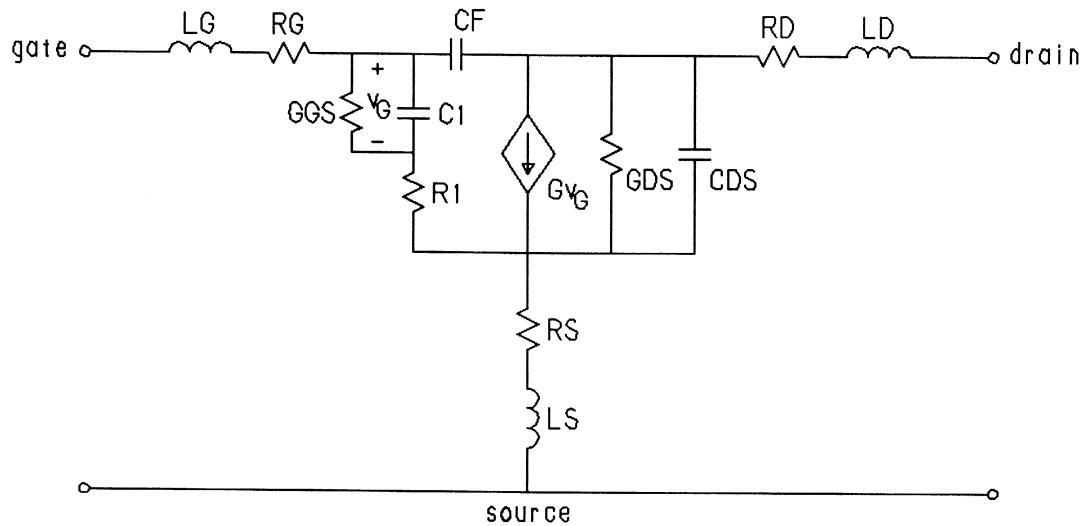 LG
RG
CF
RD
LD
gate
drain
+
GGS
vG
C1
-
R1
GvG
GDS
CDS
RS
LS
source